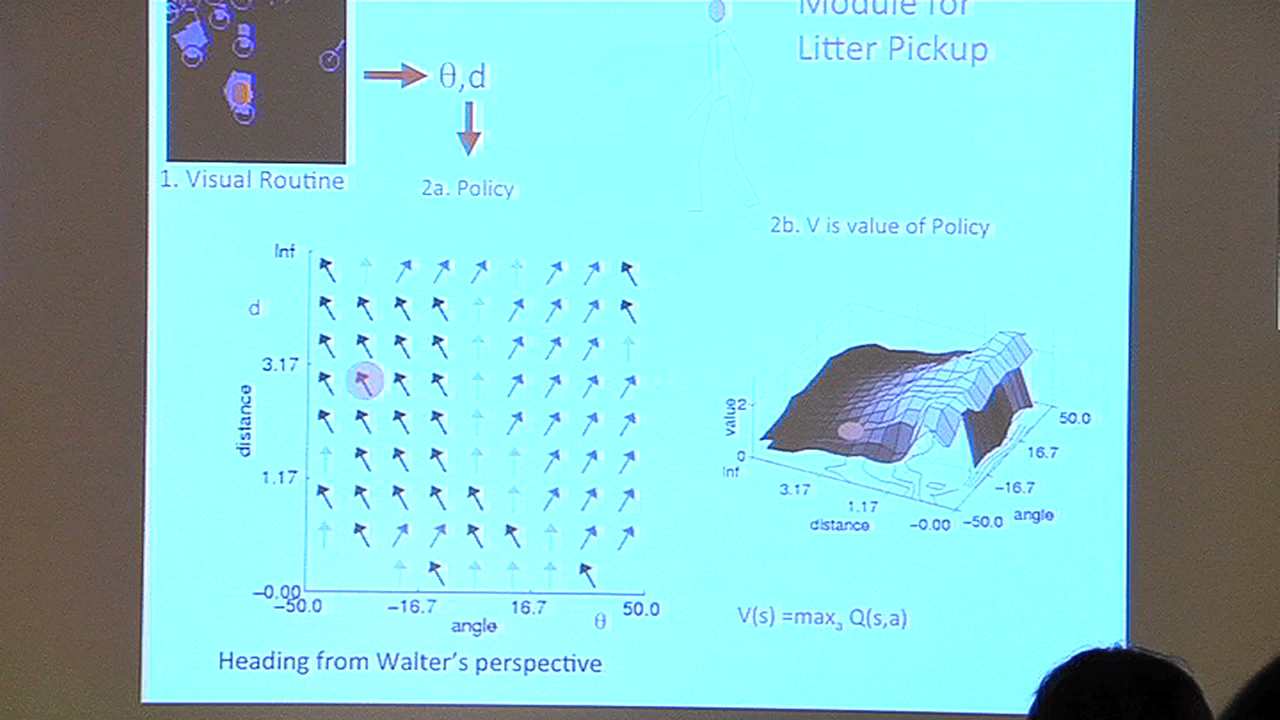 Module for
Litter Pickup
θ,d
1. Visual Routine
2a. Policy
2b. V is value of Policy
Inf
d
3.17
distance
1.17
-0.00
-50.0
-16.7
16.7
50.0
angle
θ
Heading from Walter's perspective
value
2
0
Inf
3.17
1.17
-0.00
distance
-50.0
-16.7
16.7
50.0
angle
V(s) =maxₐ Q(s,a)